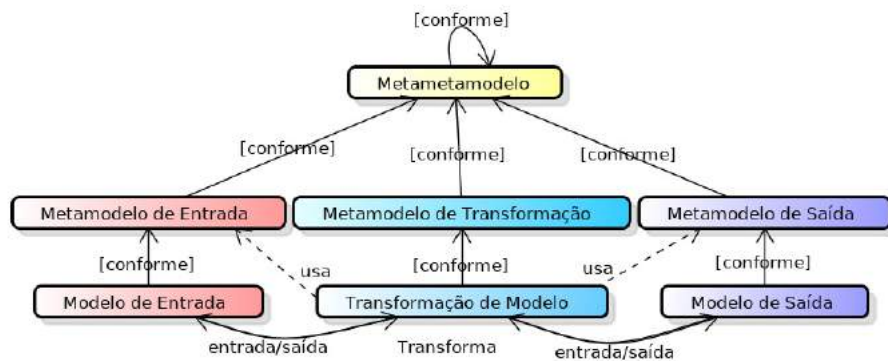 [conforme]
Metametamodelo
[conforme]
[conforme]
[conforme]
Metamodelo de Entrada
Metamodelo de Transformação
Metamodelo de Saída
[conforme]
usa
[conforme]
usa
[conforme]
Modelo de Entrada
Transformação de Modelo
Modelo de Saída
entrada/saída
Transforma
entrada/saída